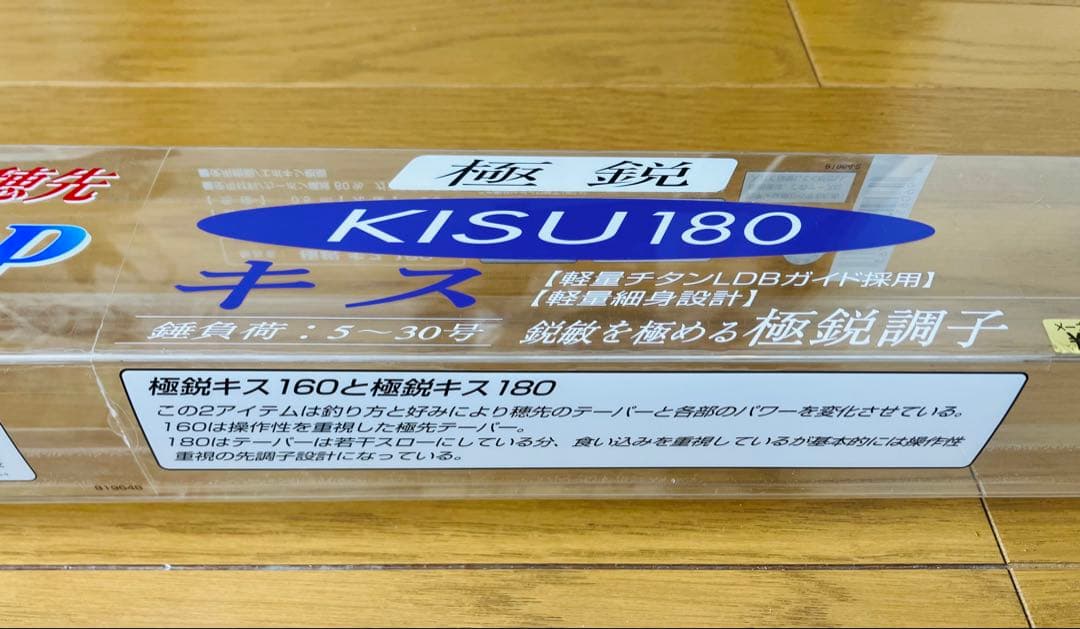 穂先
極鋭
KISU 180
キス
【軽量チタンLDBガイド採用】
【軽量細身設計】
錘負荷：5〜30号
鋭敏を極める極鋭調子
極鋭キス160と極鋭キス180
この2アイテムは釣り方と好みにより穂先のテーパーと各部のパワーを変化させている。
160は操作性を重視した極先テーパー。
180はテーパーは若干スローにしている分、食い込みを重視しているが基本的には操作性
重視の先調子設計になっている。
819648